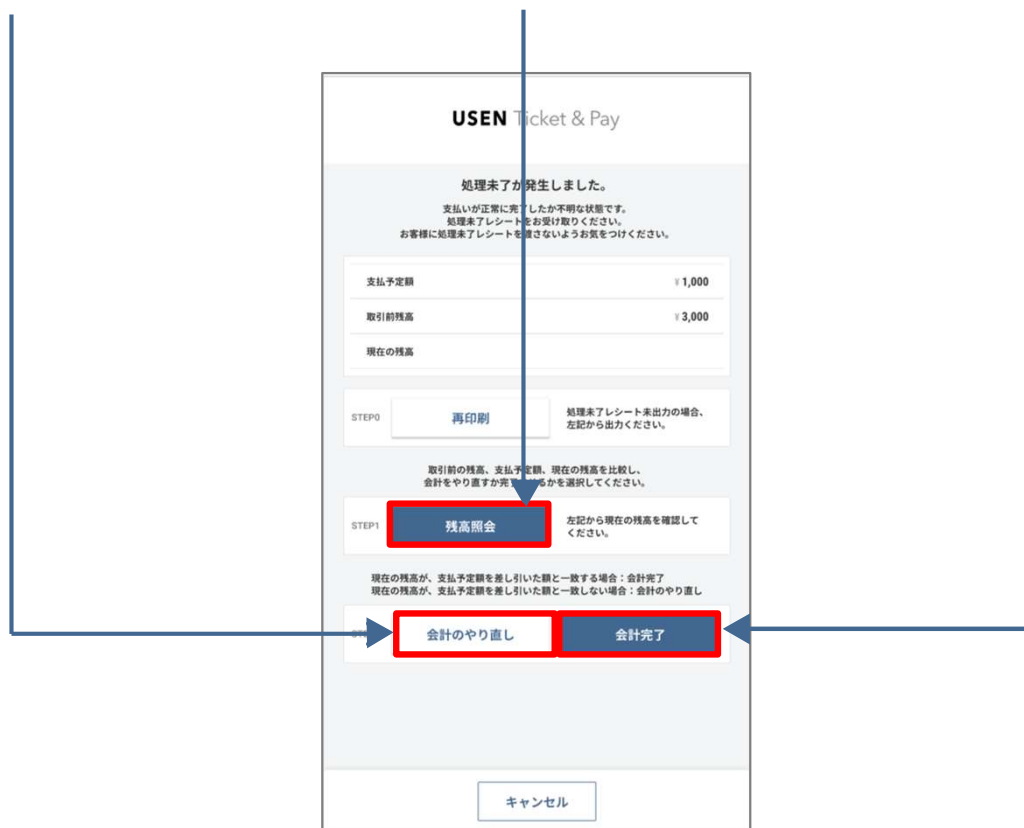 USEN Ticket & Pay
処理未了が発生しました。
支払いが正常に完了したか不明な状態です。
処理未了レシートをお受け取りください。
お客様に処理未了レシートを渡さないようお気をつけください。
支払予定額 ¥ 1,000
取引前残高 ¥ 3,000
現在の残高
STEP0 再印刷 処理未了レシート未出力の場合、
左記から出力ください。
取引前の残高、支払予定額、現在の残高を比較し、
会計をやり直すか完了するかを選択してください。
STEP1 残高照会 左記から現在の残高を確認して
ください。
現在の残高が、支払予定額を差し引いた額と一致する場合：会計完了
現在の残高が、支払予定額を差し引いた額と一致しない場合：会計のやり直し
会計のやり直し 会計完了
キャンセル